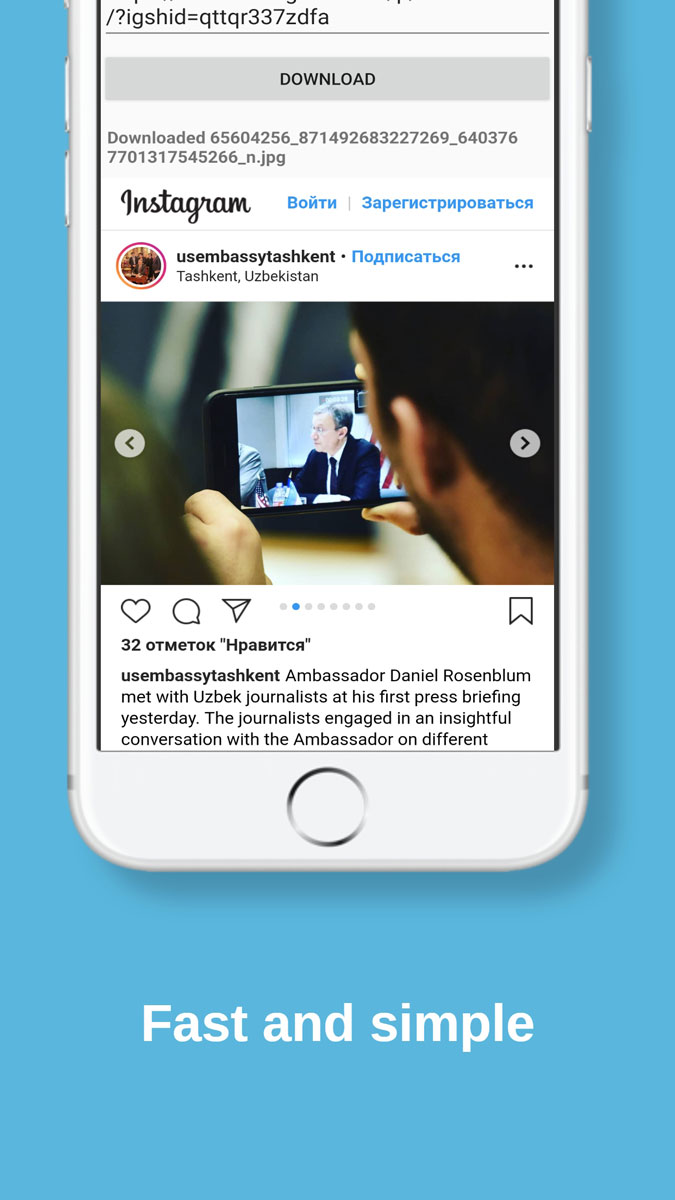 /?igshid=qttqr337zdfa
DOWNLOAD
Downloaded 65604256_871492683227269_640376
7701317545266_n.jpg
Instagram Войти | Зарегистрироваться
usembassytashkent • Подписаться
Tashkent, Uzbekistan
32 отметок "Нравится"
usembassytashkent Ambassador Daniel Rosenblum
met with Uzbek journalists at his first press briefing
yesterday. The journalists engaged in an insightful
conversation with the Ambassador on different
Fast and simple